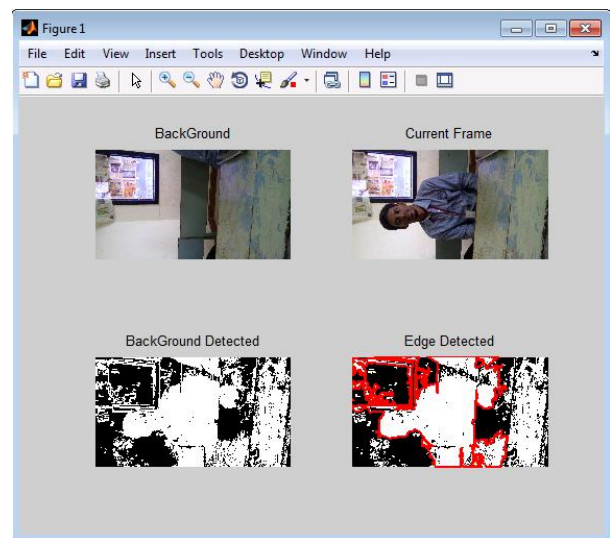 Figure 1
File Edit View Insert Tools Desktop Window Help
BackGround Current Frame
BackGround Detected Edge Detected